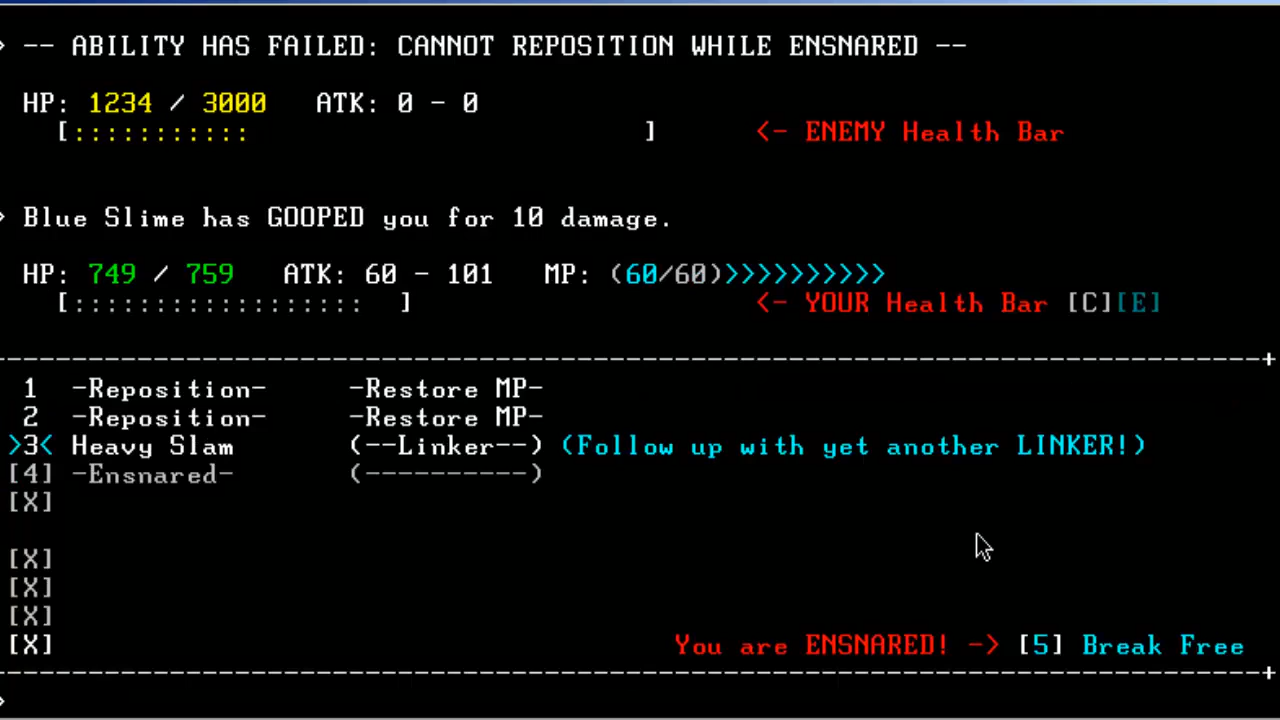 > -- ABILITY HAS FAILED: CANNOT REPOSITION WHILE ENSNARED --
HP: 1234 / 3000 ATK: 0 - 0
[::::::::::: ] <- ENEMY Health Bar
> Blue Slime has GOOPED you for 10 damage.
HP: 749 / 759 ATK: 60 - 101 MP: (60/60)>>>>>>>>>>
[:::::::::::::::::: ] <- YOUR Health Bar [C][E]
------------------------------------------------------------------------------+
1 -Reposition- -Restore MP-
2 -Reposition- -Restore MP-
>3< Heavy Slam (--Linker--) (Follow up with yet another LINKER!)
[4] -Ensnared- (----------)
[X]
[X]
[X]
[X]
[X] You are ENSNARED! -> [5] Break Free
------------------------------------------------------------------------------+
>